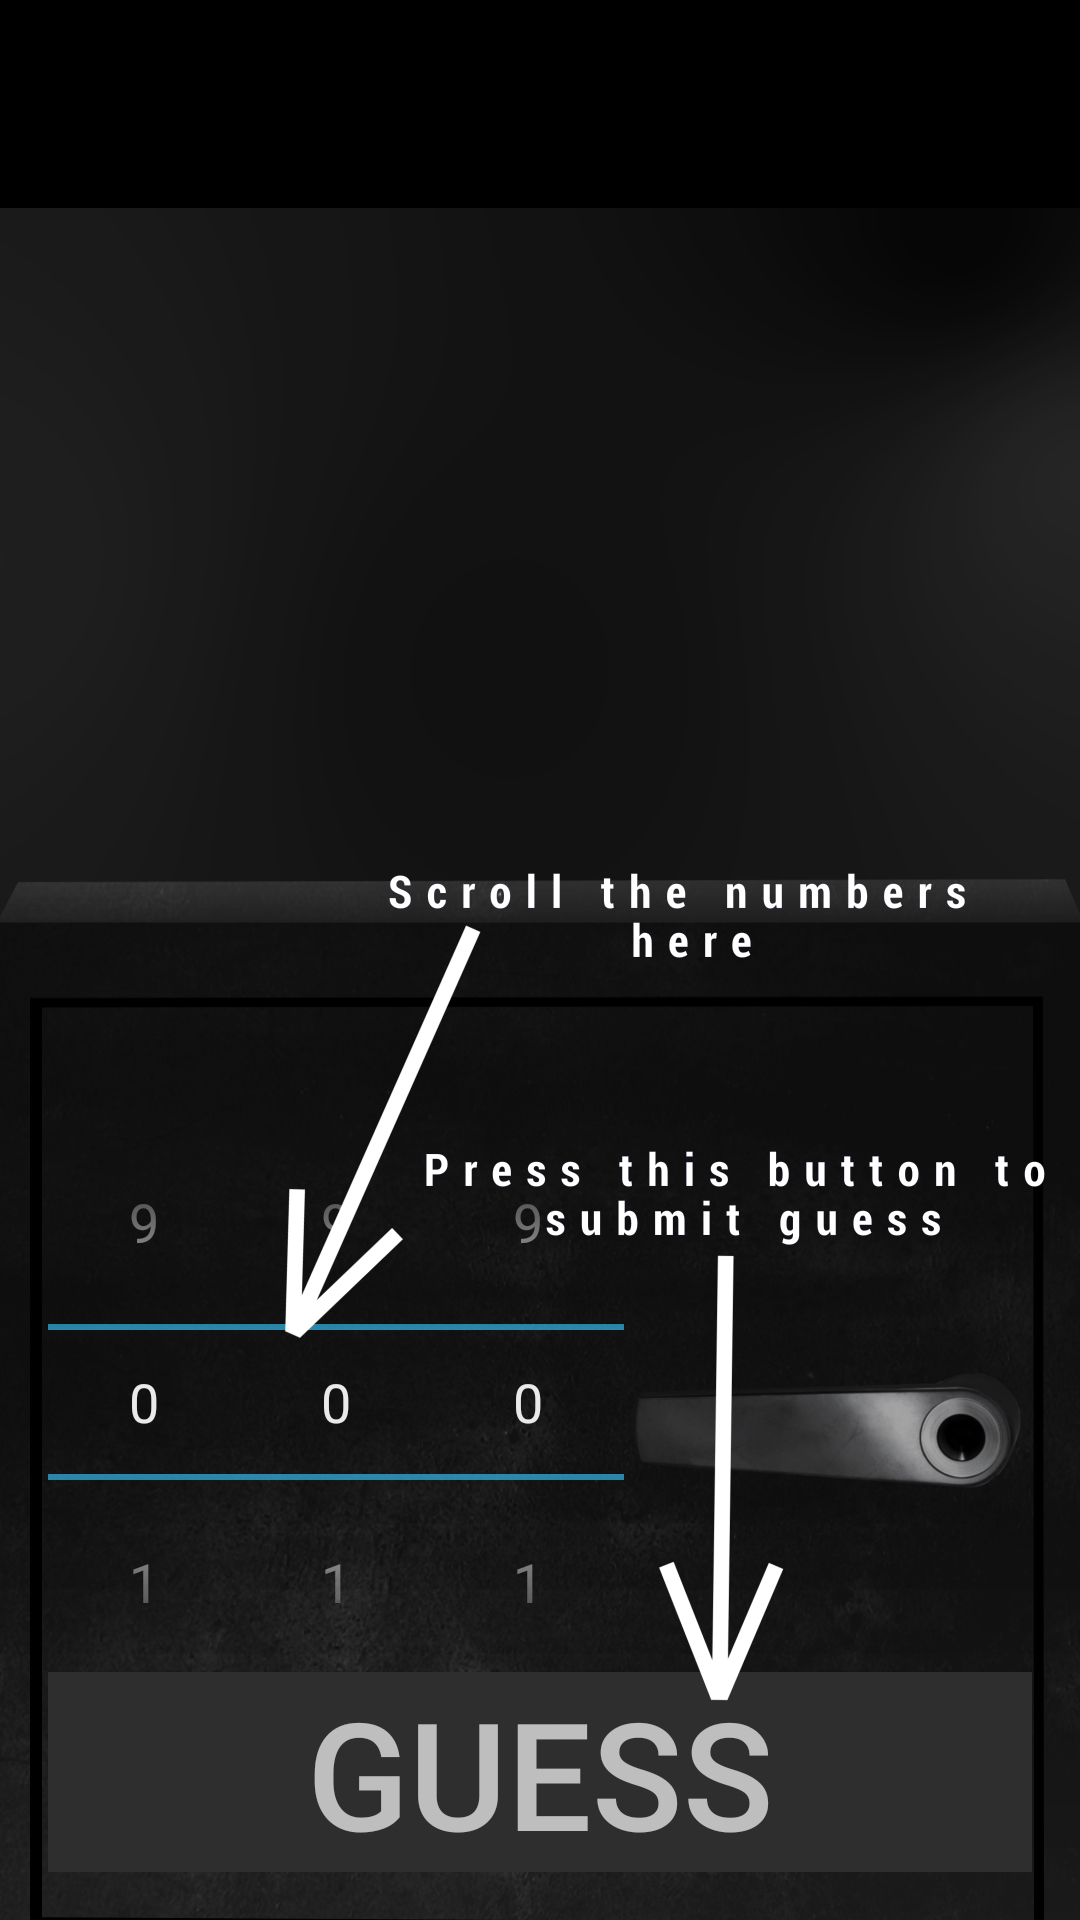 Scroll the numbers
here
Press this button to
submit guess
9 9 9
0 0 0
1 1 1
GUESS